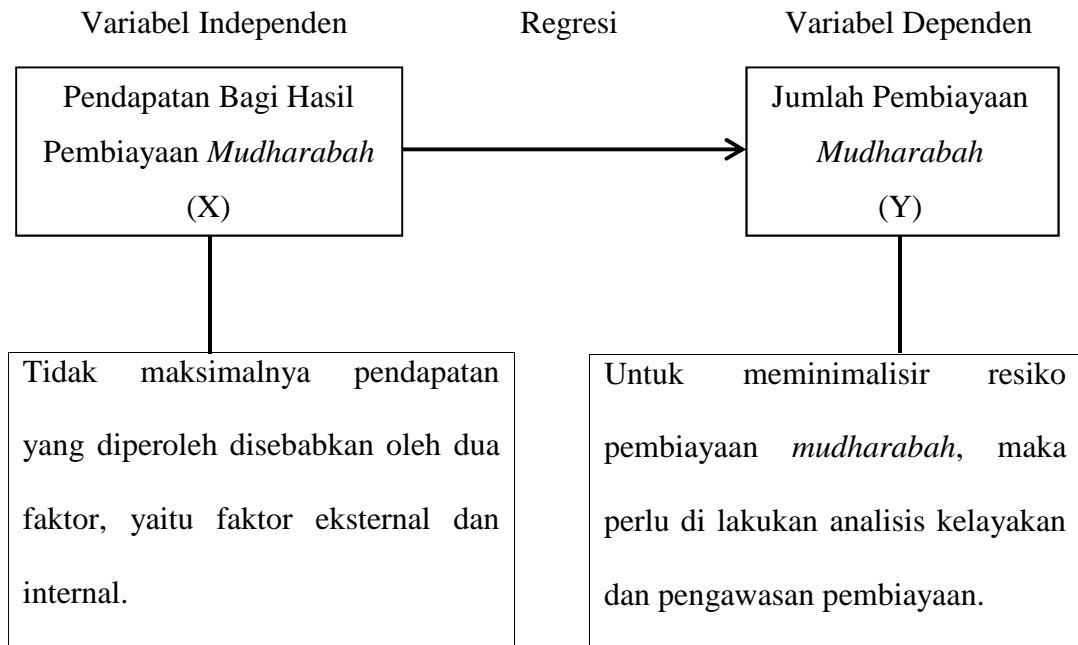 Variabel Independen Regresi Variabel Dependen
Pendapatan Bagi Hasil
Pembiayaan Mudharabah
(X)
Jumlah Pembiayaan
Mudharabah
(Y)
Tidak maksimalnya pendapatan
yang diperoleh disebabkan oleh dua
faktor, yaitu faktor eksternal dan
internal.
Untuk meminimalisir resiko
pembiayaan mudharabah, maka
perlu di lakukan analisis kelayakan
dan pengawasan pembiayaan.